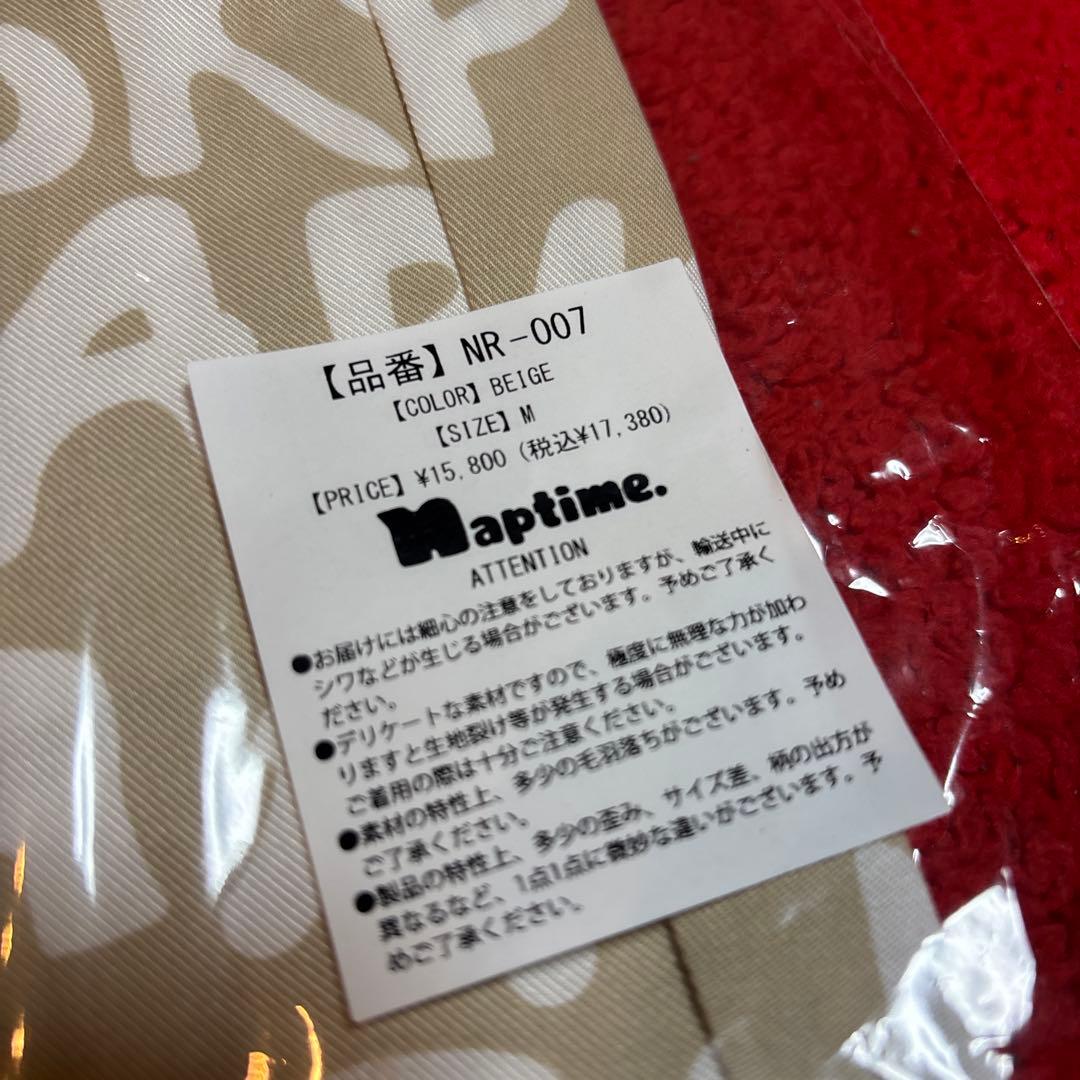 【品番】NR-007
【COLOR】BEIGE
【SIZE】M
【PRICE】¥15,800(税込¥17,380)
Naptime.
ATTENTION
●お届けには細心の注意をしておりますが、輸送中に
シワなどが生じる場合がございます。予めご了承く
ださい。
●デリケートな素材ですので、極度に無理な力が加わ
りますと生地裂け等が発生する場合がございます。
ご着用の際は十分ご注意ください。
●素材の特性上、多少の毛羽落ちがございます。予め
ご了承ください。
●製品の特性上、多少の歪み、サイズ差、柄の出方が
異なるなど、1点1点に微妙な違いがございます。予
めご了承ください。